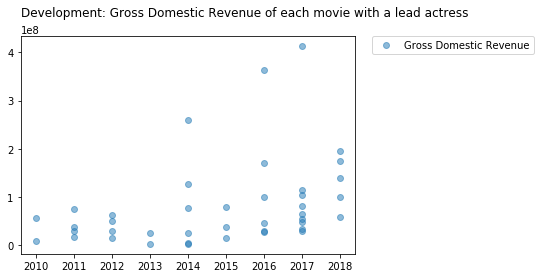 Development: Gross Domestic Revenue of each movie with a lead actress
1e8
Gross Domestic Revenue
4
3
2
1
0
2010 2011 2012 2013 2014 2015 2016 2017 2018